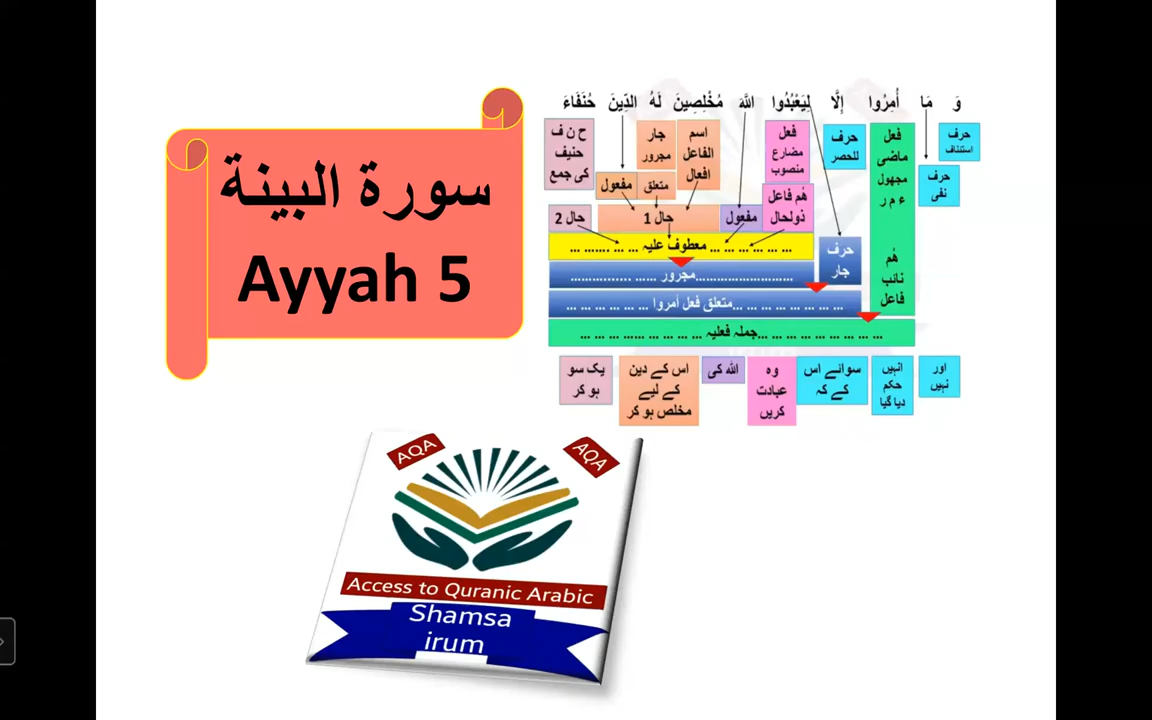 سورة البينة
Ayyah 5
وَ مَا أُمِرُوا إِلَّا لِيَعْبُدُوا اللَّهَ مُخْلِصِينَ لَهُ الدِّينَ حُنَفَاءَ
حرف استئناف
حرف نفی
فعل ماضی مجهول ء م ر
هُم نائب فاعل
حرف للحصر
حرف جار
فعل مضارع منصوب
هُم فاعل ذولحال
مفعول
اسم الفاعل افعال
جار مجرور
متعلق
مفعول
ح ن ف حنیف کی جمع
حال 1
حال 2
... ... ... ... ... معطوف علیہ ... ... ....... ...
.........................مجرور ...... .................
... ... ... ... ... ... ... ...متعلق فعل أمروا ... ... ... ... ... ...
... ... ... ... ... ... ... ... ...جملہ فعلیہ ... ... ... ...... ... ... ...
اور نہیں
انہیں حکم دیا گیا
سوائے اس کے کہ
وہ عبادت کریں
اللہ کی
اس کے دین کے لیے مخلص ہو کر
یک سو ہو کر
AQA
AQA
Access to Quranic Arabic
Shamsa
irum